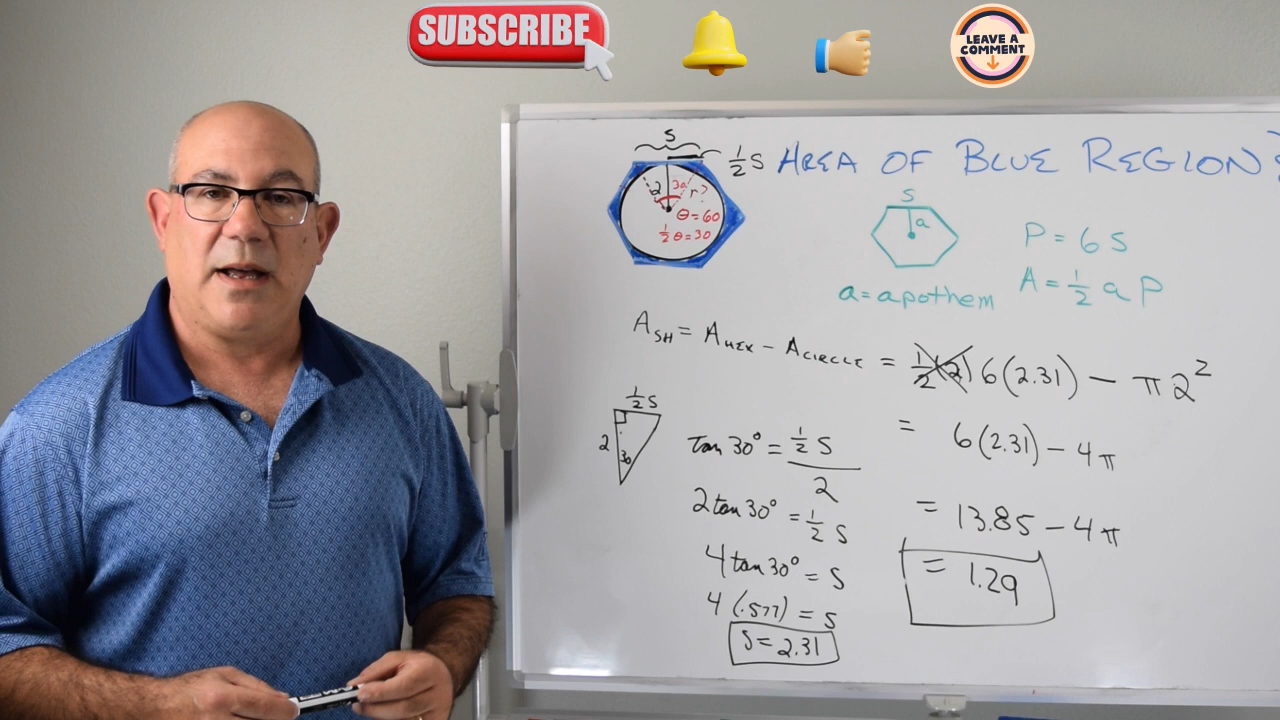 SUBSCRIBE
LEAVE A
COMMENT
S
½S
AREA OF BLUE REGION?
2
30
r?
θ = 60
½θ = 30
S
a
P = 6S
a = apothem
A = ½ a P
A_SH = A_HEX − A_CIRCLE = ½(2)6(2.31) − π2²
= 6(2.31) − 4π
= 13.85 − 4π
= 1.29
½S
2
30
tan 30° = ½S / 2
2 tan 30° = ½S
4 tan 30° = S
4(.577) = S
S = 2.31